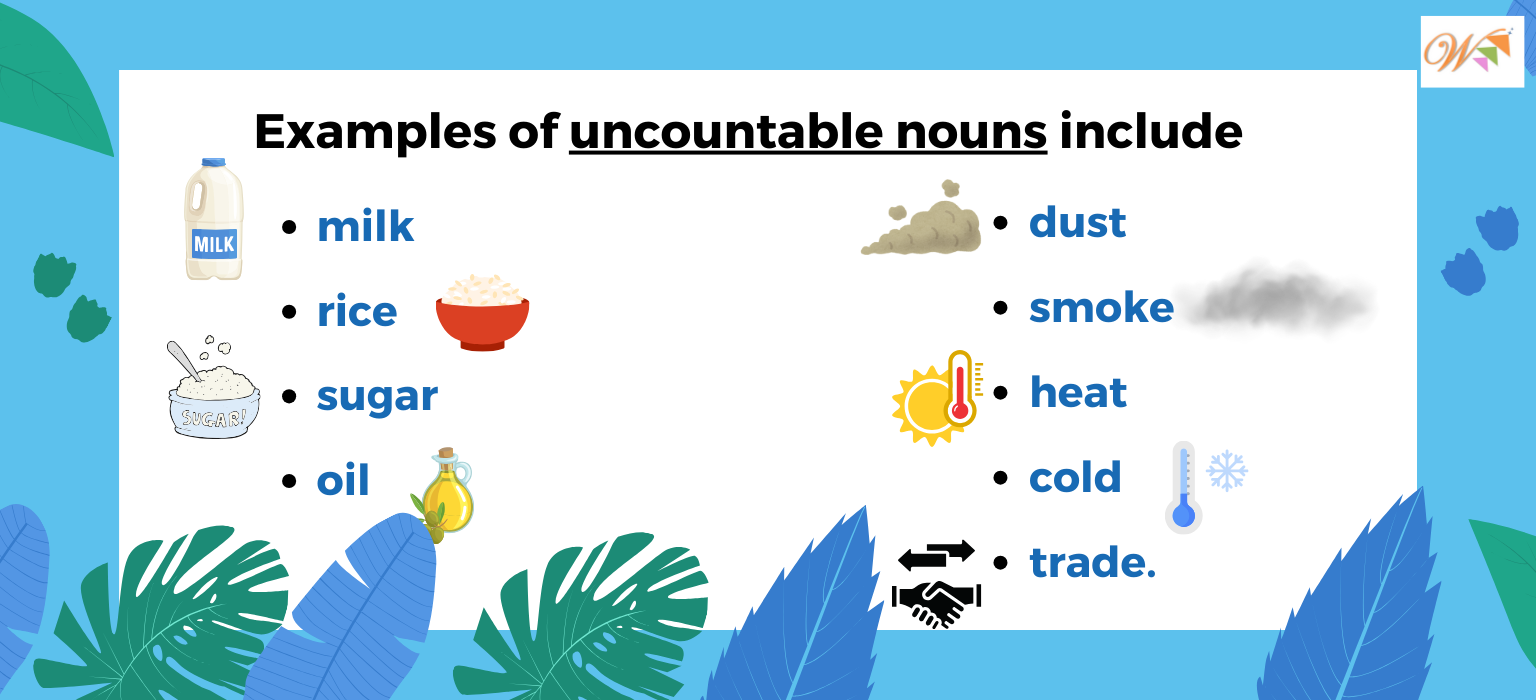 Examples of uncountable nouns include
MILK
• milk
• rice
SUGAR!
• sugar
• oil
• dust
• smoke
• heat
• cold
• trade.
W